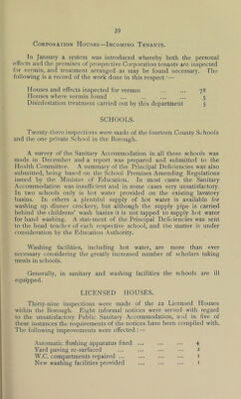 39
CORPORATION HOUSES—INCOMING TENANTS.
In January a system was introduced whereby both the personal
effects and the premises of prospective Corporation tenants are inspected
for vermin, and treatment arranged as may be found necessary. The
following is a record of the work done in this respect :—
Houses and effects inspected for vermin ... ... 78
Houses where vermin found ... ... 5
Disinfestation treatment carried out by this department 5
SCHOOLS.
Twenty-three inspections were made of the fourteen County Schools
and the one private School in the Borough.
A survey of the Sanitary Accommodation in all these schools was
made in December and a report was prepared and submitted to the
Health Committee. A summary of the Principal Deficiencies was also
submitted, being based on the School Premises Amending Regulations
issued by the Minister of Education. In most cases the Sanitary
Accommodation was insufficient and in some cases very unsatisfactory.
In two schools only is hot water provided on the existing lavatory
basins. In others a plentiful supply of hot water is available for
washing up dinner crockery, but although the supply pipe is carried
behind the childrens' wash basins it is not tapped to supply hot water
for hand washing. A statement of the Principal Deficiencies was sent
to the head teacher of each respective school, and the matter is under
consideration by the Education Authority.
Washing facilities, including hot water, are more than ever
necessary considering the greatly increased number of scholars taking
meals in schools.
Generally, in sanitary and washing facilities the schools are ill
equipped.
LICENSED HOUSES.
Thirty-nine inspections were made of the 22 Licensed Houses
within the Borough. Eight informal notices were served with regard
to the unsatisfactory Public Sanitary Accommodation, and in five of
these instances the requirements of the notices have been complied with.
The following improvements were effected :—
Automatic flushing apparatus fixed ... ... 4
Yard paving re-surfaced ... ... 2
W.C. compartments repaired ... ... 1
New washing facilities provided ... ... 1